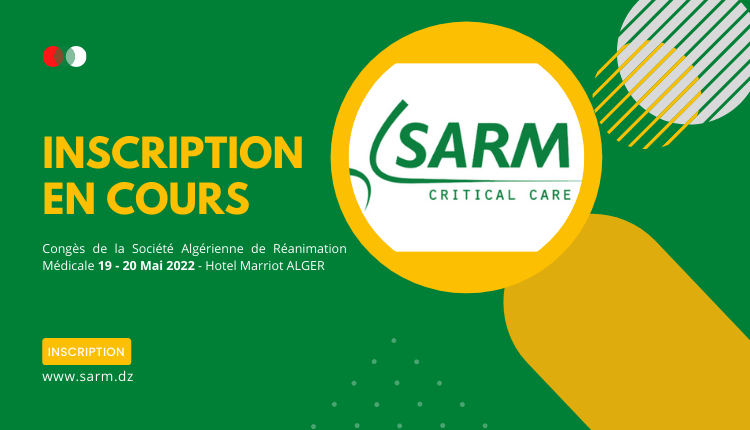 INSCRIPTION
EN COURS
Congès de la Société Algérienne de Réanimation
Médicale 19 - 20 Mai 2022 - Hotel Marriot ALGER
INSCRIPTION
www.sarm.dz
SARM
CRITICAL CARE